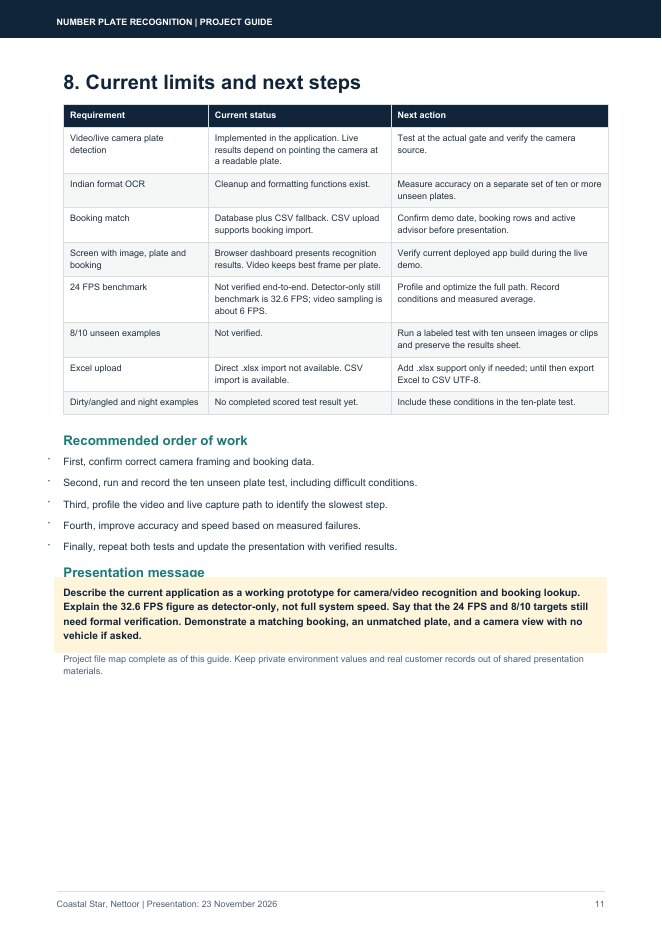 NUMBER PLATE RECOGNITION | PROJECT GUIDE
8. Current limits and next steps
Requirement
Current status
Next action
Video/live camera plate
detection
Implemented in the application. Live
results depend on pointing the camera at
a readable plate.
Test at the actual gate and verify the camera
source.
Indian format OCR
Cleanup and formatting functions exist.
Measure accuracy on a separate set of ten or more
unseen plates.
Booking match
Database plus CSV fallback. CSV upload
supports booking import.
Confirm demo date, booking rows and active
advisor before presentation.
Screen with image, plate and
booking
Browser dashboard presents recognition
results. Video keeps best frame per plate.
Verify current deployed app build during the live
demo.
24 FPS benchmark
Not verified end-to-end. Detector-only still
benchmark is 32.6 FPS; video sampling is
about 6 FPS.
Profile and optimize the full path. Record
conditions and measured average.
8/10 unseen examples
Not verified.
Run a labeled test with ten unseen images or clips
and preserve the results sheet.
Excel upload
Direct .xlsx import not available. CSV
import is available.
Add .xlsx support only if needed; until then export
Excel to CSV UTF-8.
Dirty/angled and night examples
No completed scored test result yet.
Include these conditions in the ten-plate test.
Recommended order of work
First, confirm correct camera framing and booking data.
Second, run and record the ten unseen plate test, including difficult conditions.
Third, profile the video and live capture path to identify the slowest step.
Fourth, improve accuracy and speed based on measured failures.
Finally, repeat both tests and update the presentation with verified results.
Presentation message
Describe the current application as a working prototype for camera/video recognition and booking lookup.
Explain the 32.6 FPS figure as detector-only, not full system speed. Say that the 24 FPS and 8/10 targets still
need formal verification. Demonstrate a matching booking, an unmatched plate, and a camera view with no
vehicle if asked.
Project file map complete as of this guide. Keep private environment values and real customer records out of shared presentation
materials.
Coastal Star, Nettoor | Presentation: 23 November 2026
11